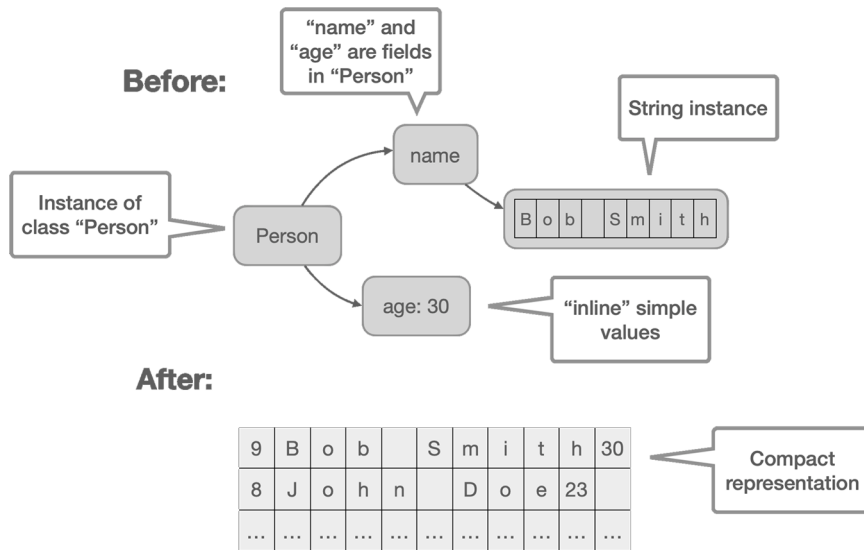 “name” and
“age” are fields
in “Person”
Before:
String instance
name
Instance of
class “Person”
B o b S m i t h
Person
age: 30
“inline” simple
values
After:
9 B o b S m i t h 30
8 J o h n D o e 23
... ... ... ... ... ... ... ... ... ... ...
Compact
representation